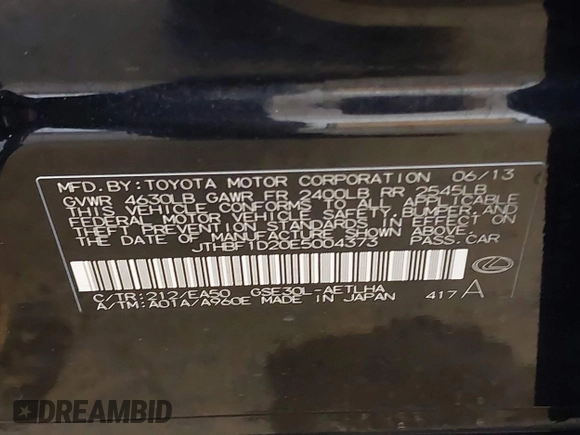 MFD.BY:TOYOTA MOTOR CORPORATION 06/13
GVWR 4630LB GAWR FR 2400LB RR 2545LB
THIS VEHICLE CONFORMS TO ALL APPLICABLE
FEDERAL MOTOR VEHICLE SAFETY, BUMPER, AND
THEFT PREVENTION STANDARDS IN EFFECT ON
THE DATE OF MANUFACTURE SHOWN ABOVE.
JTHBF1D20E5004373 PASS.CAR
C/TR:212/EA50 GSE30L-AETLHA
A/TM:A01A/A960E MADE IN JAPAN 417A
DREAMBID